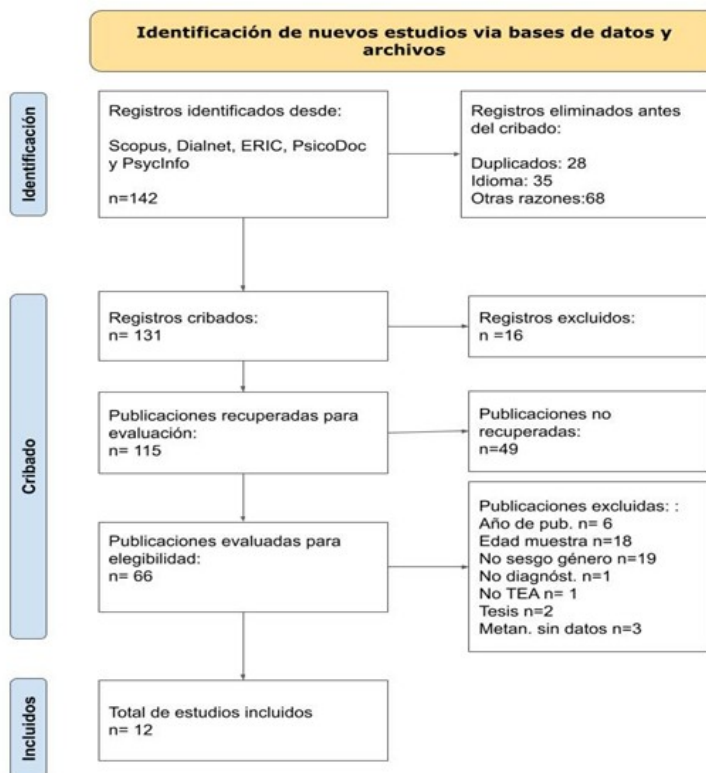 Identificación de nuevos estudios via bases de datos y
archivos
Identificación
Registros identificados desde:
Scopus, Dialnet, ERIC, PsicoDoc
y PsycInfo
n=142
Registros eliminados antes
del cribado:
Duplicados: 28
Idioma: 35
Otras razones:68
Cribado
Registros cribados:
n= 131
Registros excluidos:
n =16
Publicaciones recuperadas para
evaluación:
n= 115
Publicaciones no
recuperadas:
n=49
Publicaciones evaluadas para
elegibilidad:
n= 66
Publicaciones excluidas: :
Año de pub. n= 6
Edad muestra n=18
No sesgo género n=19
No diagnóst. n=1
No TEA n= 1
Tesis n=2
Metan. sin datos n=3
Incluidos
Total de estudios incluidos
n= 12